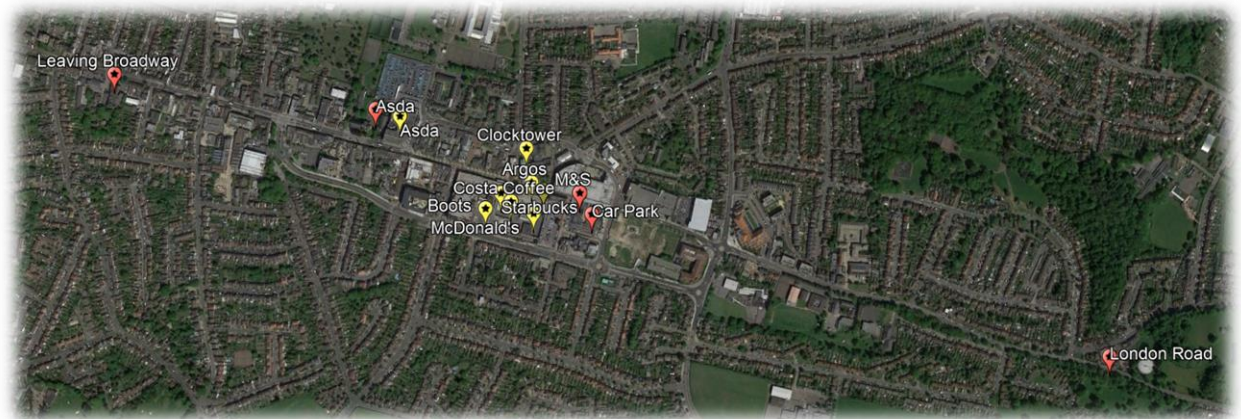 Leaving Broadway
Asda
Asda
Clocktower
Argos
Costa Coffee
M&S
Boots
Starbucks
Car Park
McDonald's
London Road